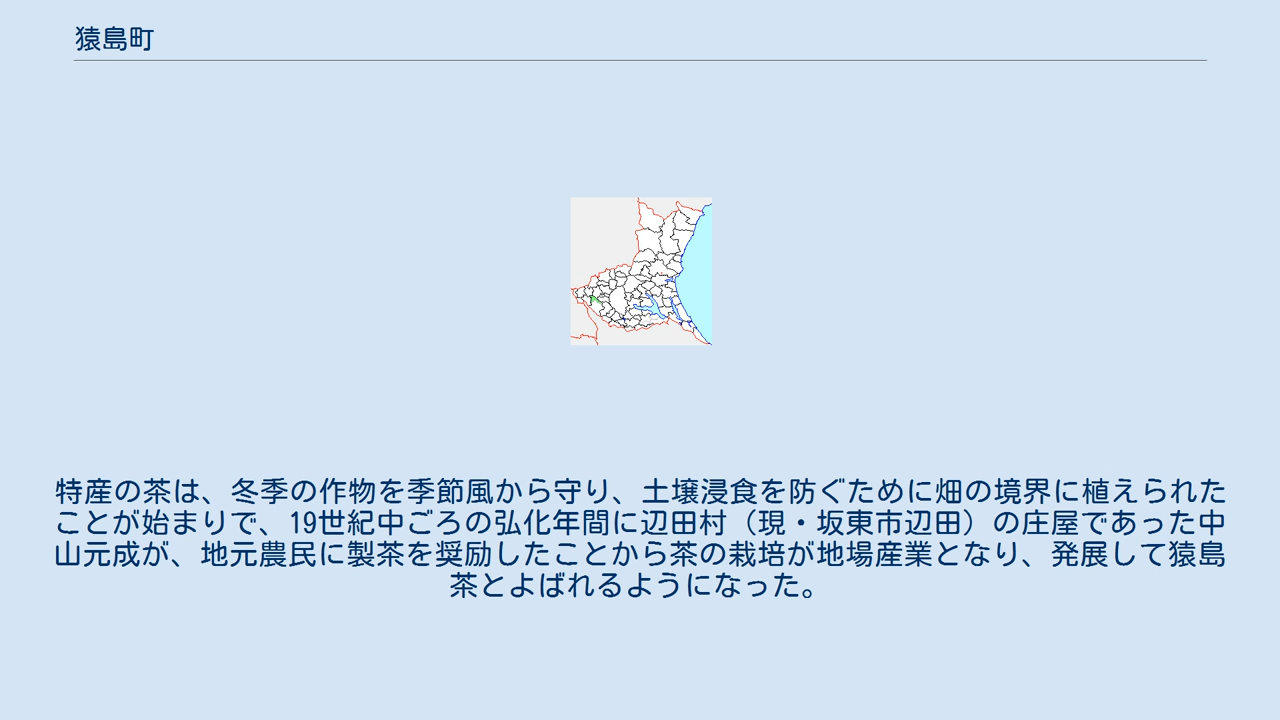 猿島町
特産の茶は、冬季の作物を季節風から守り、土壌浸食を防ぐために畑の境界に植えられた
ことが始まりで、19世紀中ごろの弘化年間に辺田村（現・坂東市辺田）の庄屋であった中
山元成が、地元農民に製茶を奨励したことから茶の栽培が地場産業となり、発展して猿島
茶とよばれるようになった。